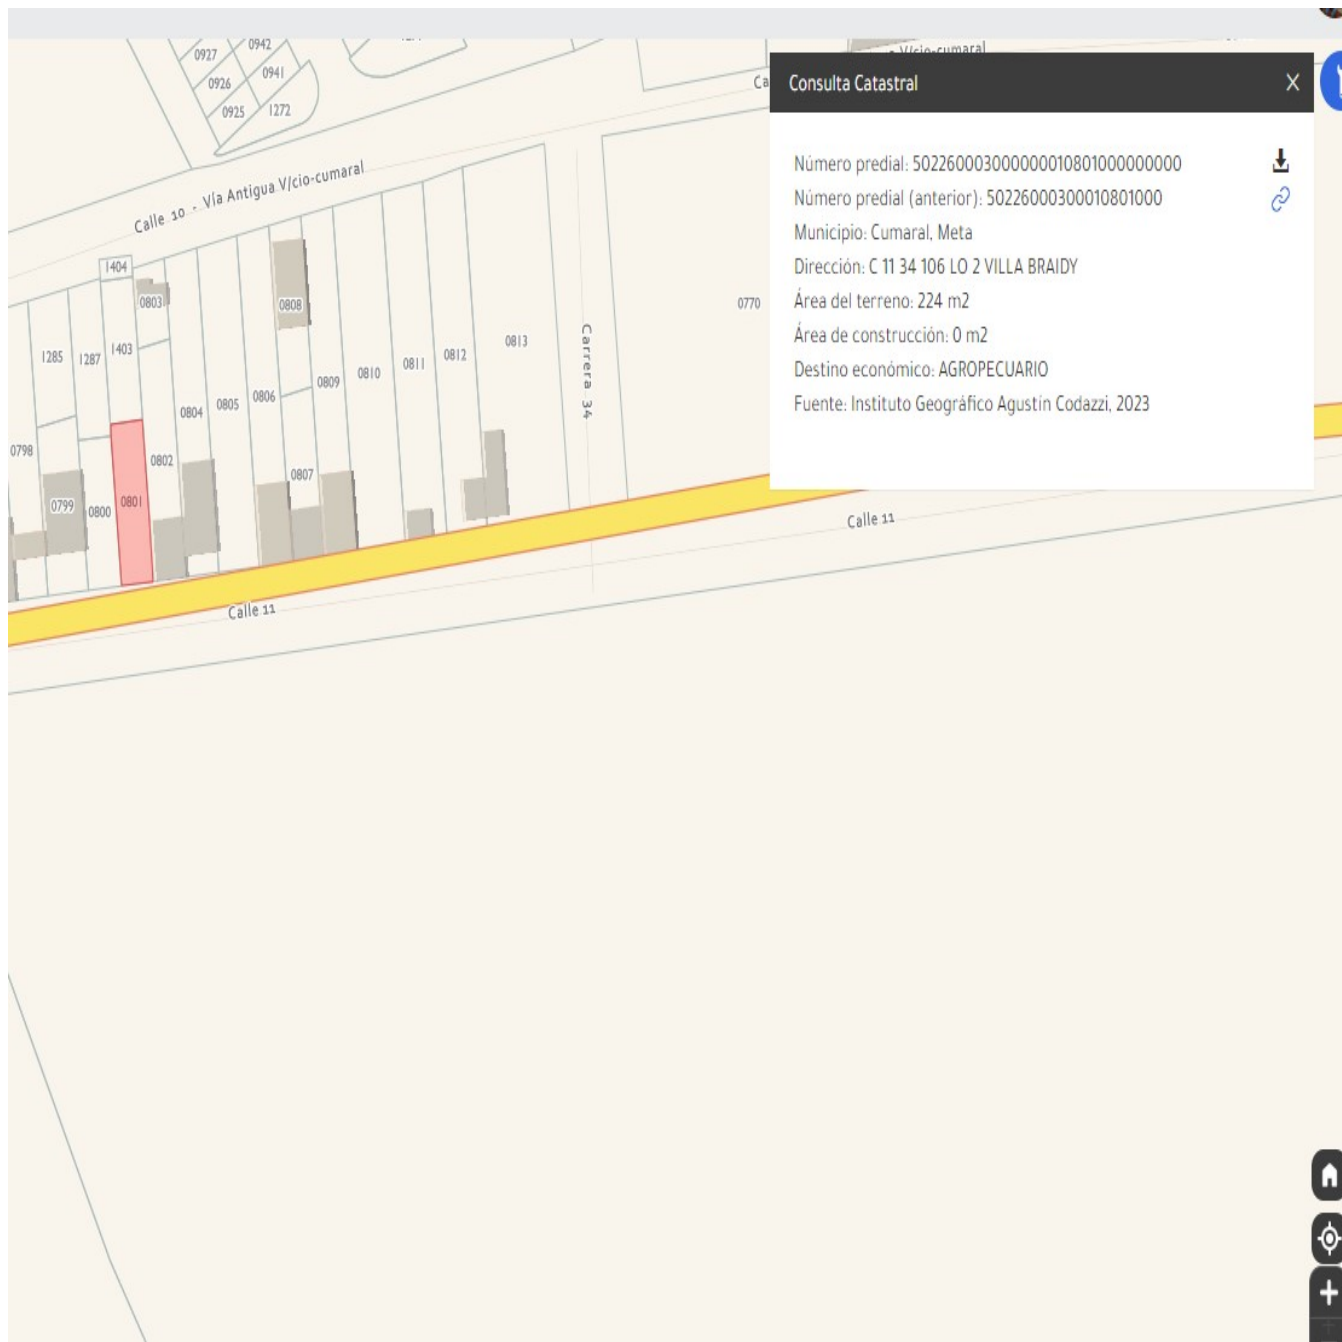 0942
0927
0941
0926
0925
1272
V/cio-cumaral
Ca
Consulta Catastral
X
Número predial: 502260003000000010801000000000
Número predial (anterior): 50226000300010801000
Municipio: Cumaral, Meta
Dirección: C 11 34 106 LO 2 VILLA BRAIDY
Área del terreno: 224 m2
Área de construcción: 0 m2
Destino económico: AGROPECUARIO
Fuente: Instituto Geográfico Agustín Codazzi, 2023
Calle 10 - Vía Antigua V/cio-cumaral
1404
0803
0808
0770
1285
1287
1403
0813
0812
0811
0810
0809
0806
0805
0804
Carrera 34
0798
0802
0807
0799
0800
0801
Calle 11
Calle 11